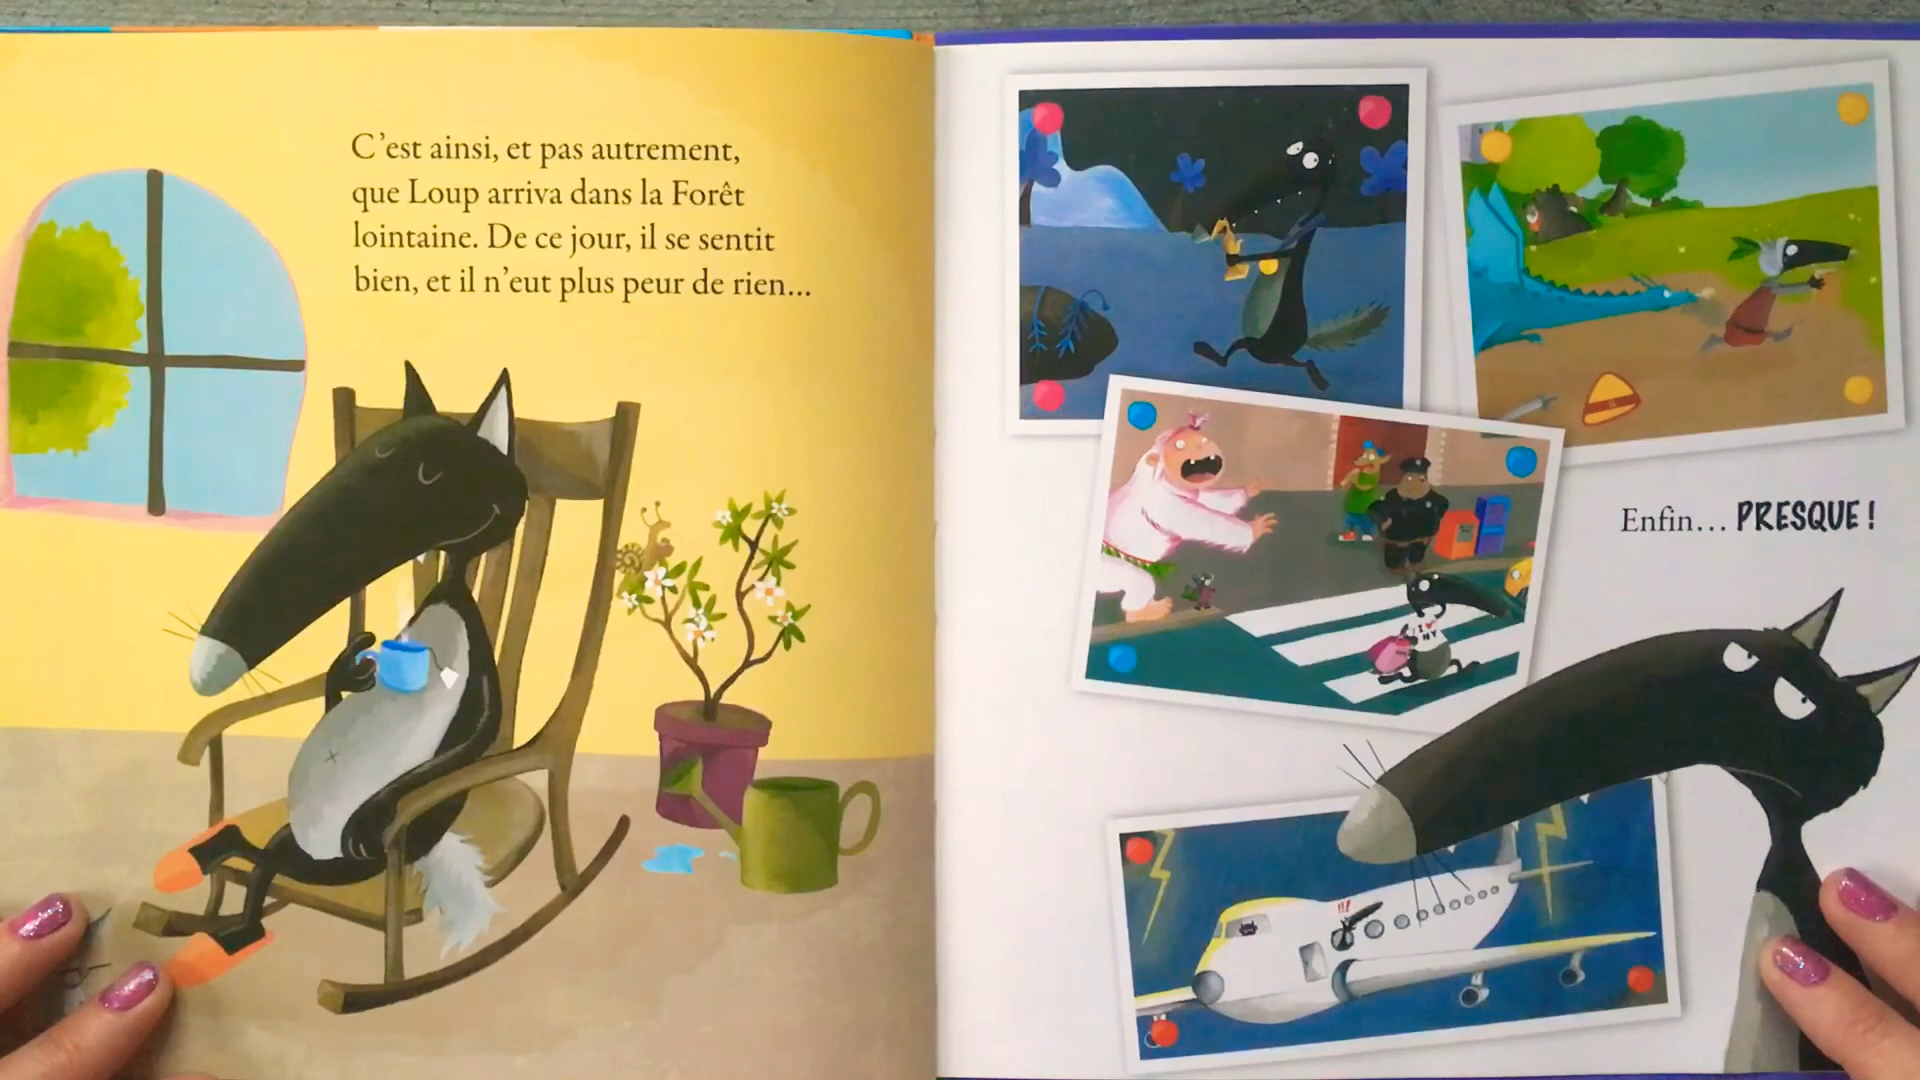 C'est ainsi, et pas autrement,
que Loup arriva dans la Forêt
lointaine. De ce jour, il se sentit
bien, et il n'eut plus peur de rien...
Enfin... PRESQUE !
I ♥
NY
!!!